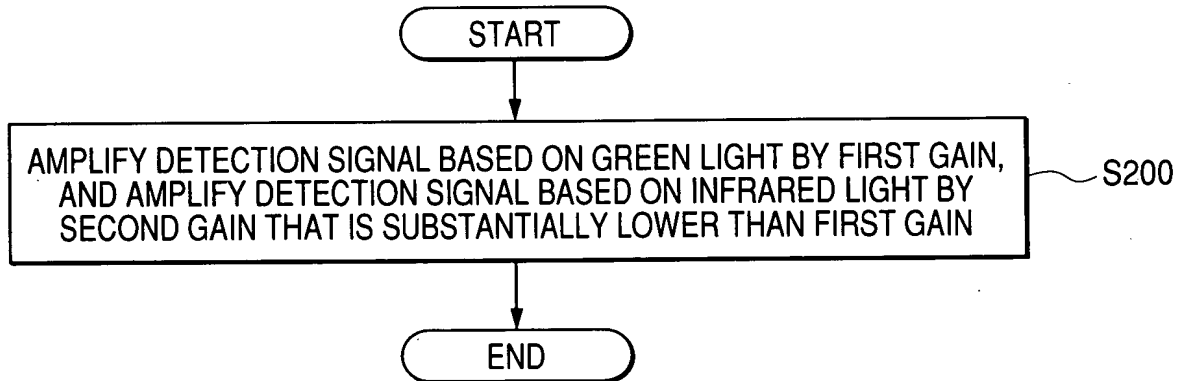 START
AMPLIFY DETECTION SIGNAL BASED ON GREEN LIGHT BY FIRST GAIN,
AND AMPLIFY DETECTION SIGNAL BASED ON INFRARED LIGHT BY
SECOND GAIN THAT IS SUBSTANTIALLY LOWER THAN FIRST GAIN
S200
END